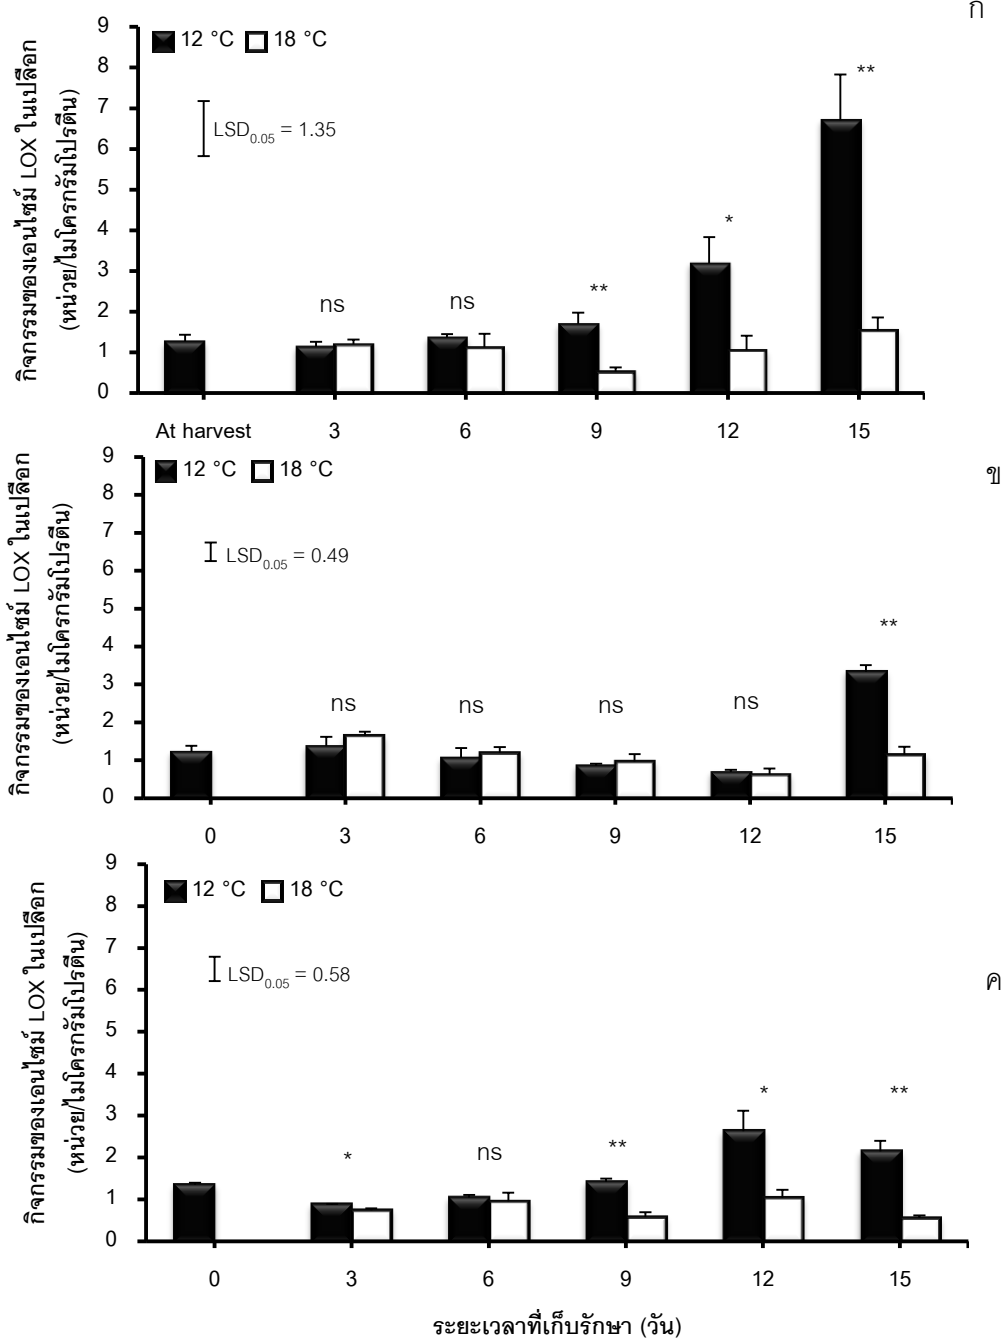 ก
กิจกรรมของเอนไซม์ LOX ในเปลือก
(หน่วย/ไมโครกรัมโปรตีน)
9
8
7
6
5
4
3
2
1
0
12 °C 18 °C
LSD0.05 = 1.35
ns ns ** * **
At harvest 3 6 9 12 15
ข
กิจกรรมของเอนไซม์ LOX ในเปลือก
(หน่วย/ไมโครกรัมโปรตีน)
9
8
7
6
5
4
3
2
1
0
12 °C 18 °C
LSD0.05 = 0.49
ns ns ns ns **
0 3 6 9 12 15
ค
กิจกรรมของเอนไซม์ LOX ในเปลือก
(หน่วย/ไมโครกรัมโปรตีน)
9
8
7
6
5
4
3
2
1
0
12 °C 18 °C
LSD0.05 = 0.58
* ns ** * **
0 3 6 9 12 15
ระยะเวลาที่เก็บรักษา (วัน)